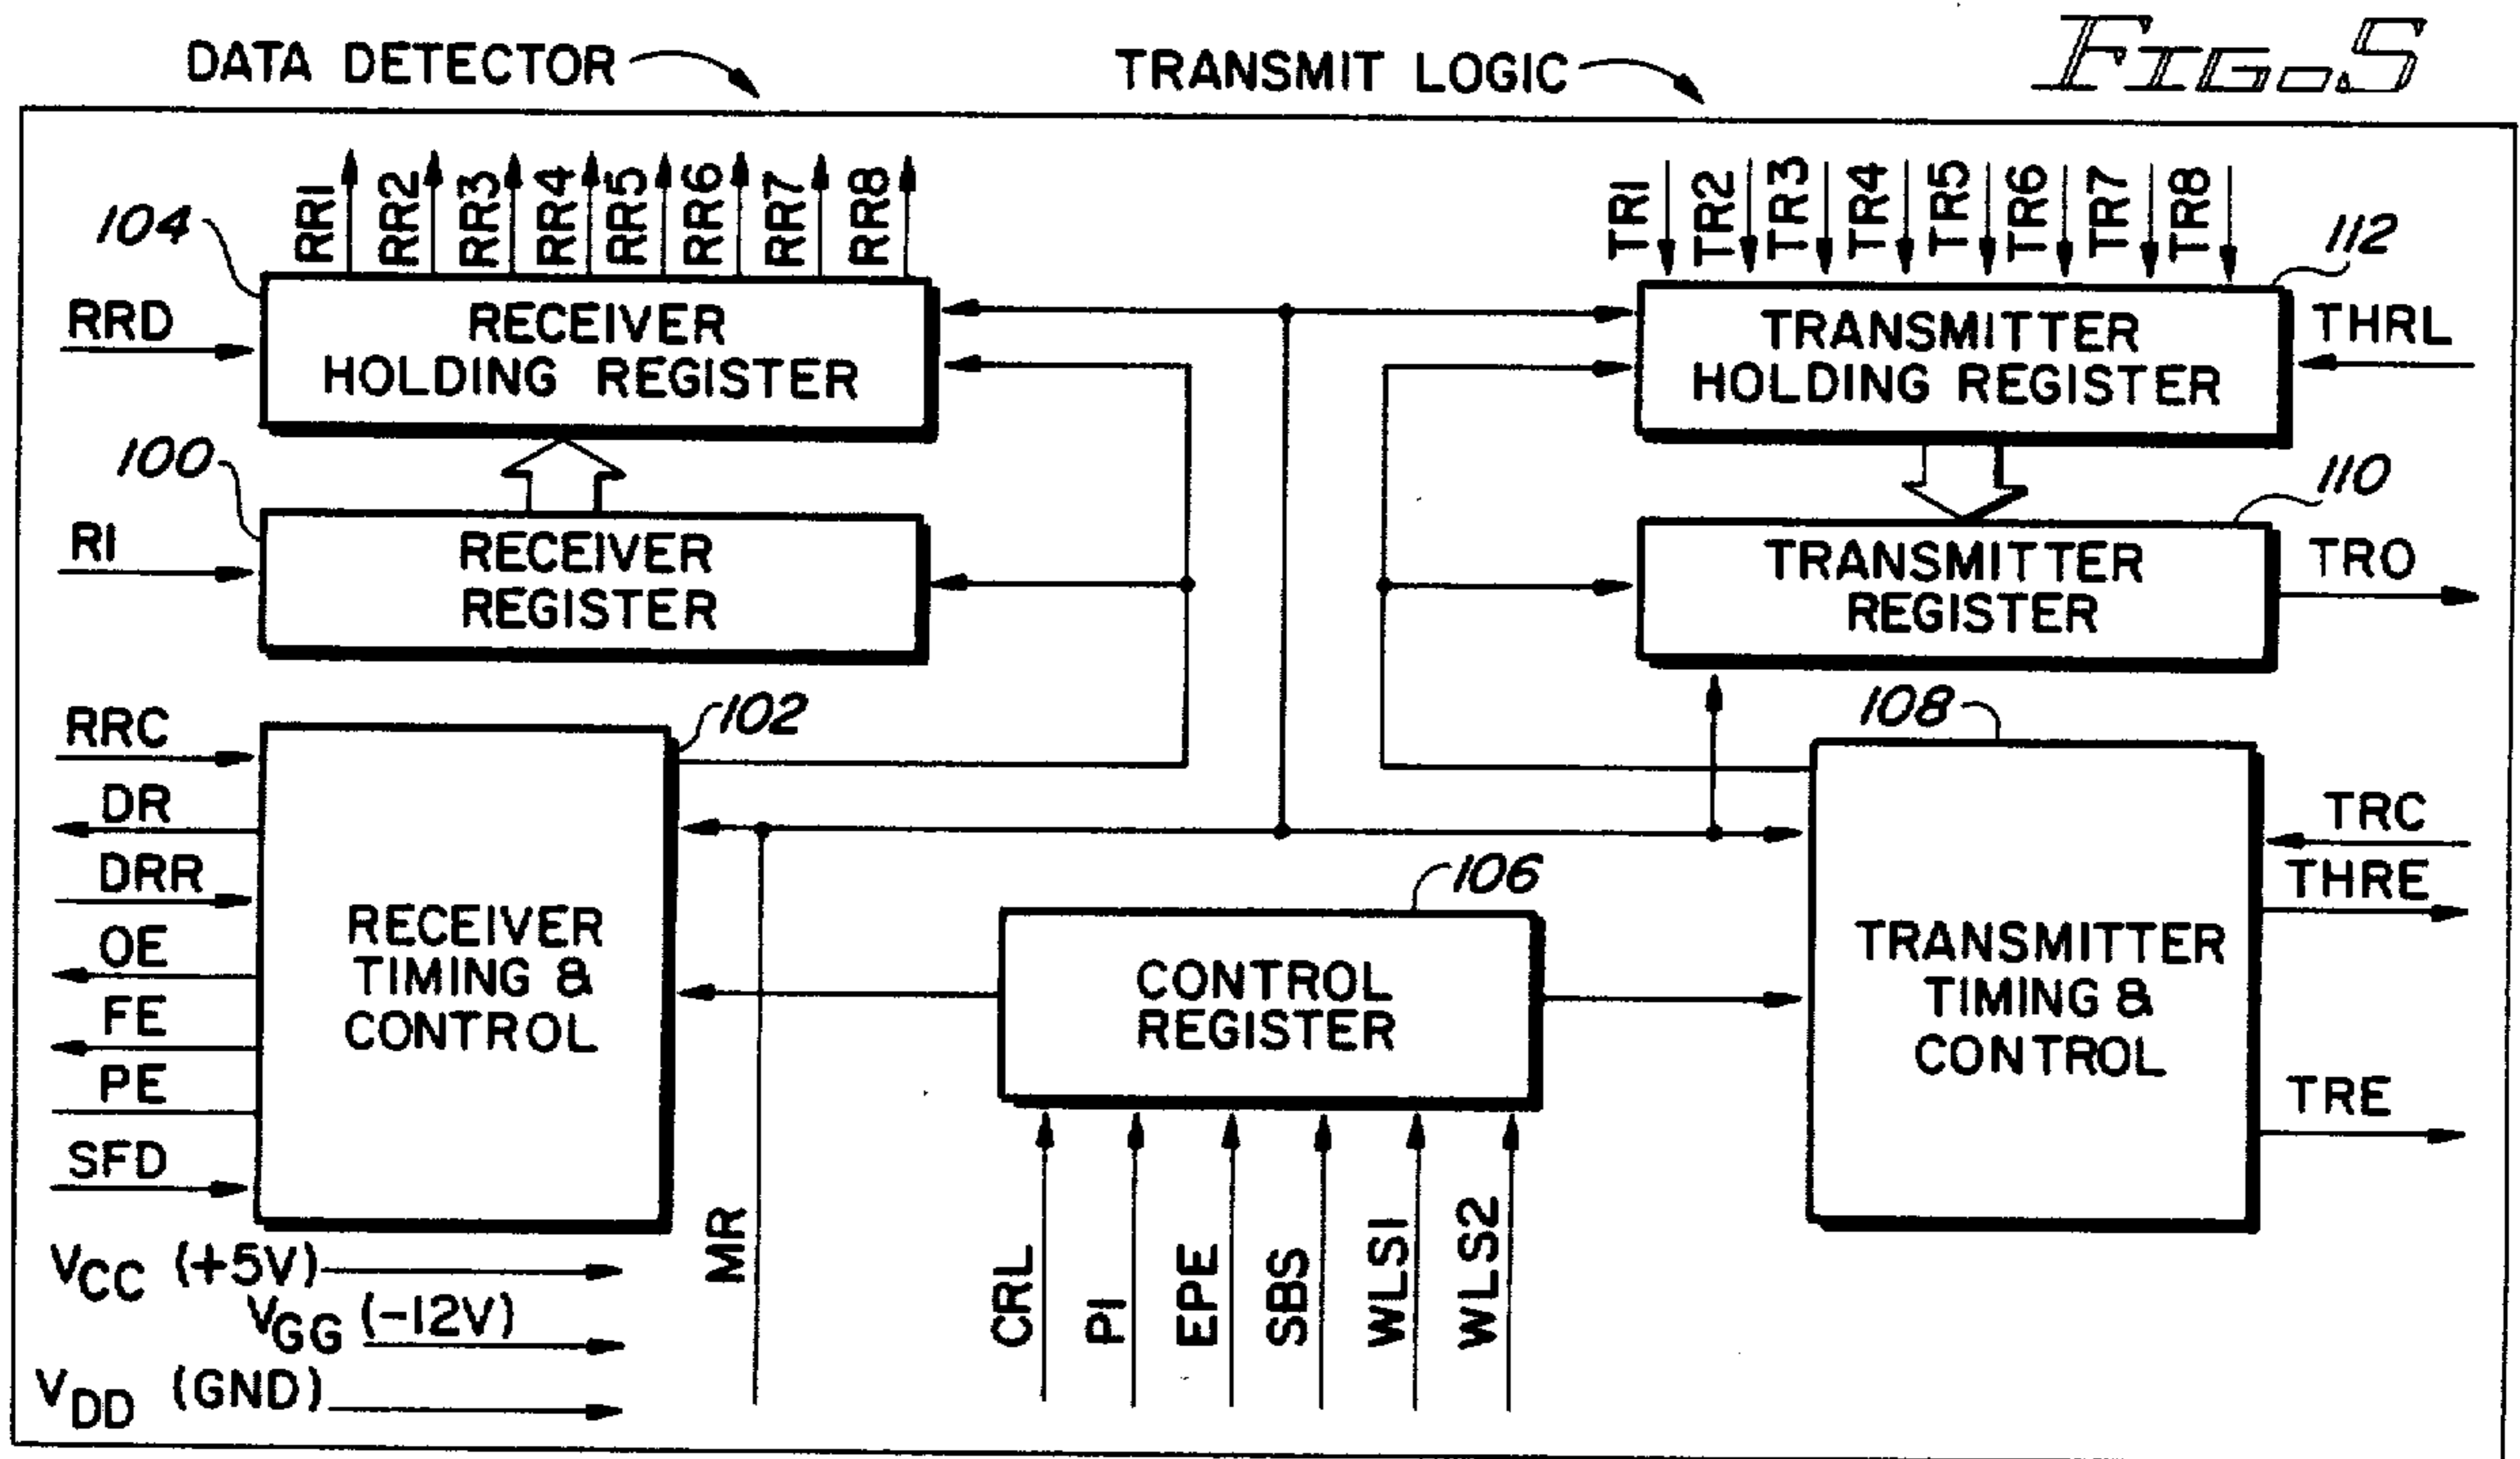 DATA DETECTOR
TRANSMIT LOGIC
FIG. 5
RR1
RR2
RR3
RR4
RR5
RR6
RR7
RR8
TR1
TR2
TR3
TR4
TR5
TR6
TR7
TR8
104
112
RRD
RECEIVER
HOLDING REGISTER
TRANSMITTER
HOLDING REGISTER
THRL
100
110
RI
RECEIVER
REGISTER
TRANSMITTER
REGISTER
TRO
102
108
RRC
DR
DRR
OE
FE
PE
SFD
RECEIVER
TIMING &
CONTROL
106
CONTROL
REGISTER
TRANSMITTER
TIMING &
CONTROL
TRC
THRE
TRE
MR
CRL
PI
EPE
SBS
WLS1
WLS2
VCC (+5V)
VGG (-12V)
VDD (GND)